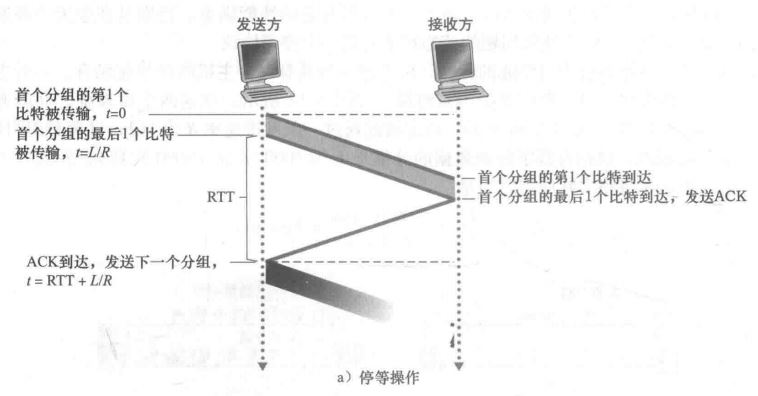 发送方
接收方
首个分组的第1个
比特被传输，t=0
首个分组的最后1个比特
被传输，t=L/R
首个分组的第1个比特到达
首个分组的最后1个比特到达，发送ACK
RTT
ACK到达，发送下一个分组，
t = RTT + L/R
a）停等操作